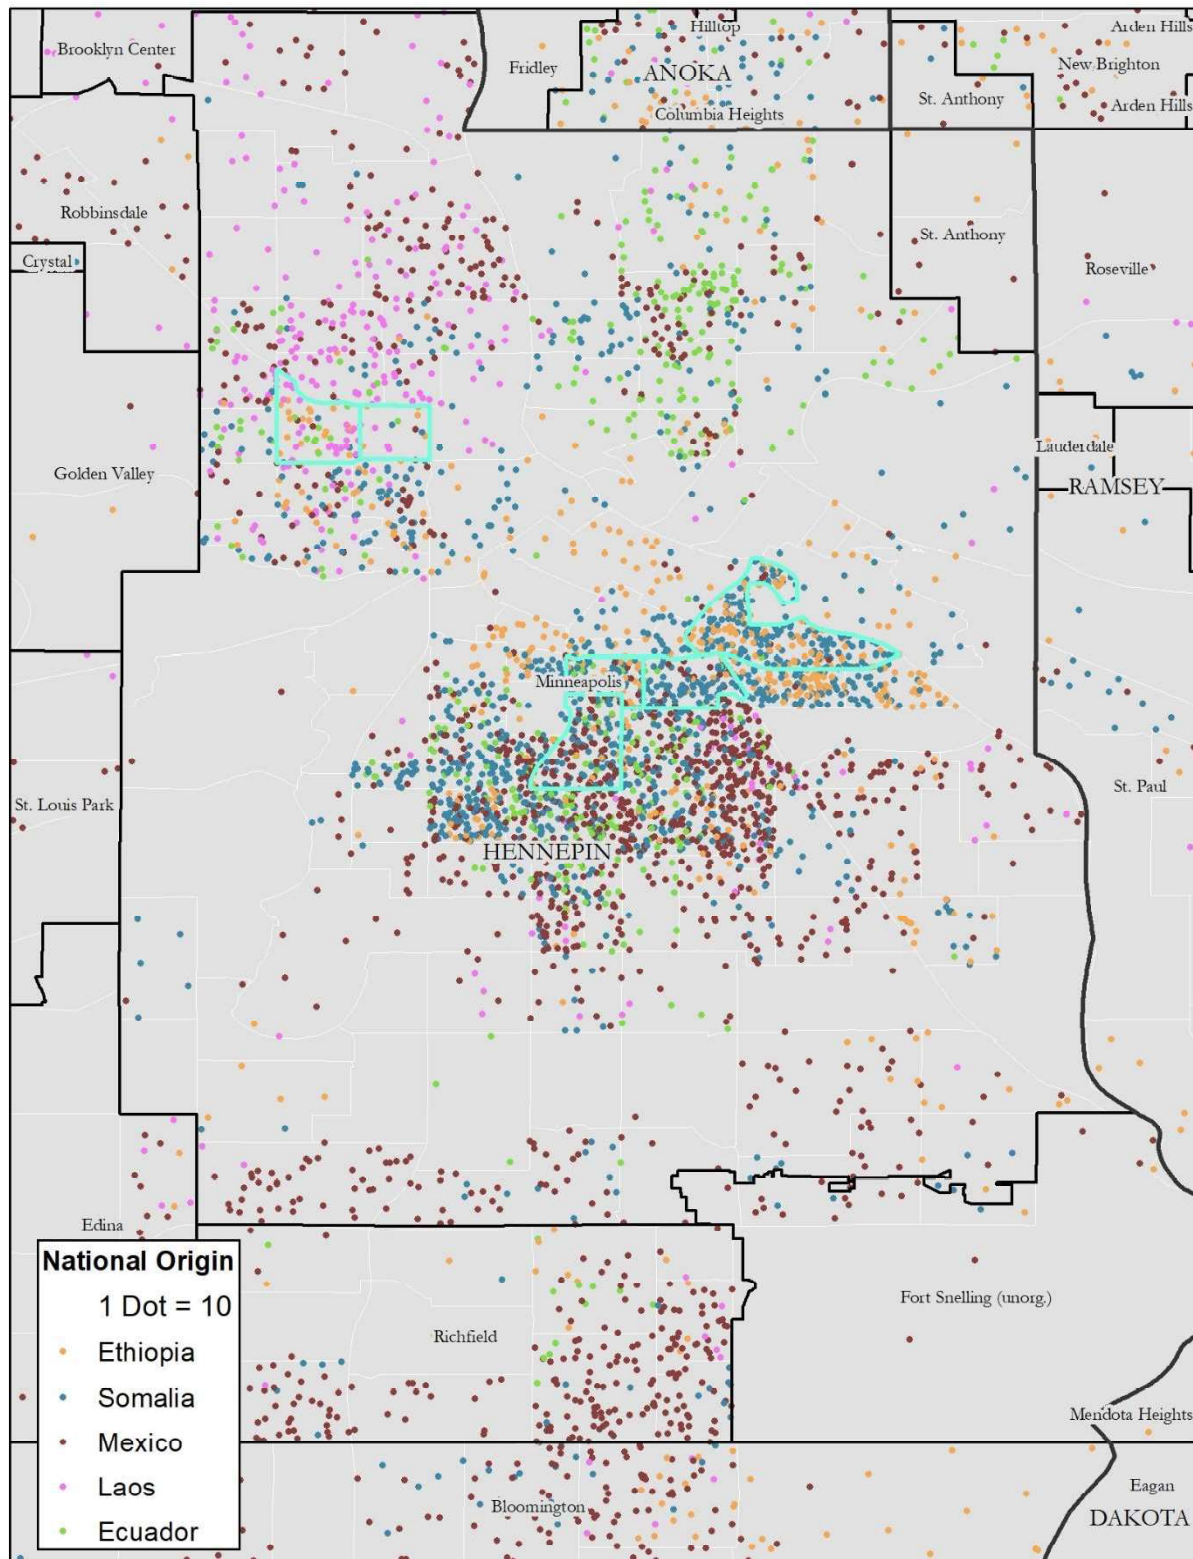 Hilltop
Arden Hills
Brooklyn Center
Fridley
ANOKA
New Brighton
St. Anthony
Arden Hills
Columbia Heights
Robbinsdale
St. Anthony
Crystal
Roseville
Golden Valley
Lauderdale
RAMSEY
Minneapolis
St. Louis Park
St. Paul
HENNEPIN
Edina
National Origin
1 Dot = 10
Ethiopia
Somalia
Mexico
Laos
Ecuador
Fort Snelling (unorg.)
Richfield
Mendota Heights
Eagan
Bloomington
DAKOTA